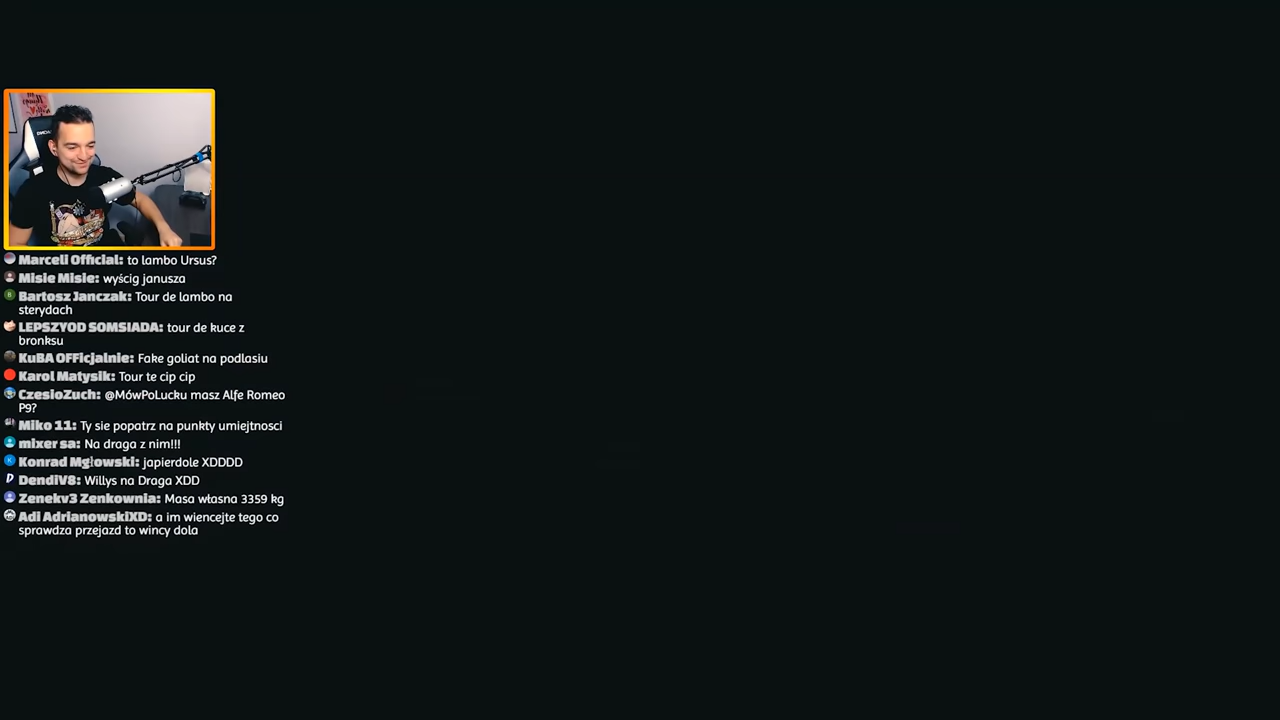 Marceli Official: to lambo Ursus?
Misie Misie: wyścig janusza
Bartosz Janczak: Tour de lambo na
sterydach
LEPSZYOD SOMSIADA: tour de kuce z
bronksu
KuBA OFFicjalnie: Fake goliat na podlasiu
Karol Matysik: Tour te cip cip
CzesioZuch: @MówPoLucku masz Alfe Romeo
P9?
Miko 11: Ty sie popatrz na punkty umiejtnosci
mixer sa: Na draga z nim!!!
Konrad Mgłowski: japierdole XDDDD
DendiV8: Willys na Draga XDD
Zenekv3 Zenkownia: Masa własna 3359 kg
Adi AdrianowskiXD: a im wiencejte tego co
sprawdza przejazd to wincy dola